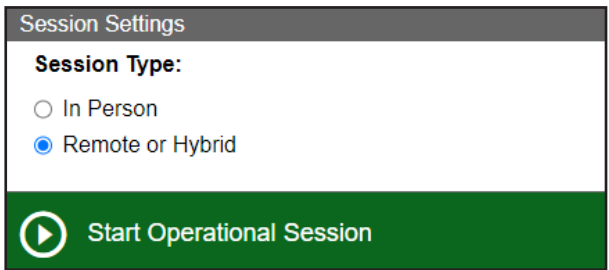 Session Settings
Session Type:
In Person
Remote or Hybrid
Start Operational Session